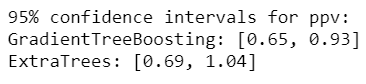 95% confidence intervals for ppv:
GradientTreeBoosting: [0.65, 0.93]
ExtraTrees: [0.69, 1.04]